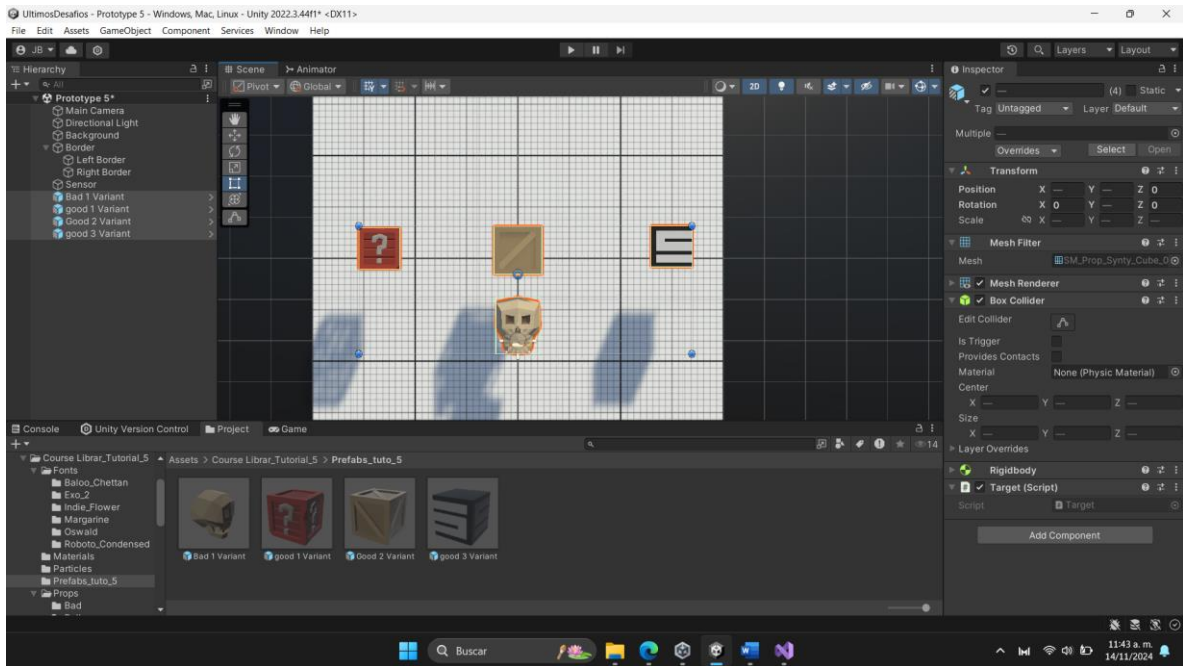 UltimosDesafios - Prototype 5 - Windows, Mac, Linux - Unity 2022.3.44f1* <DX11>
File Edit Assets GameObject Component Services Window Help
JB
Layers
Layout
Hierarchy
All
Prototype 5*
Main Camera
Directional Light
Background
Border
Left Border
Right Border
Sensor
Bad 1 Variant
good 1 Variant
Good 2 Variant
good 3 Variant
Scene
Animator
Pivot
Global
2D
?
Inspector
— (4) Static
Tag Untagged Layer Default
Multiple —
Overrides Select Open
Transform
Position X — Y — Z 0
Rotation X 0 Y 0 Z 0
Scale X — Y — Z —
Mesh Filter
Mesh SM_Prop_Synty_Cube_0
Mesh Renderer
Box Collider
Edit Collider
Is Trigger
Provides Contacts
Material None (Physic Material)
Center
X — Y — Z —
Size
X — Y — Z —
Layer Overrides
Rigidbody
Target (Script)
Script Target
Add Component
Console
Unity Version Control
Project
Game
14
Course Librar_Tutorial_5
Fonts
Baloo_Chettan
Exo_2
Indie_Flower
Margarine
Oswald
Roboto_Condensed
Materials
Particles
Prefabs_tuto_5
Props
Bad
Assets > Course Librar_Tutorial_5 > Prefabs_tuto_5
Bad 1 Variant
good 1 Variant
Good 2 Variant
good 3 Variant
Buscar
11:43 a. m.
14/11/2024